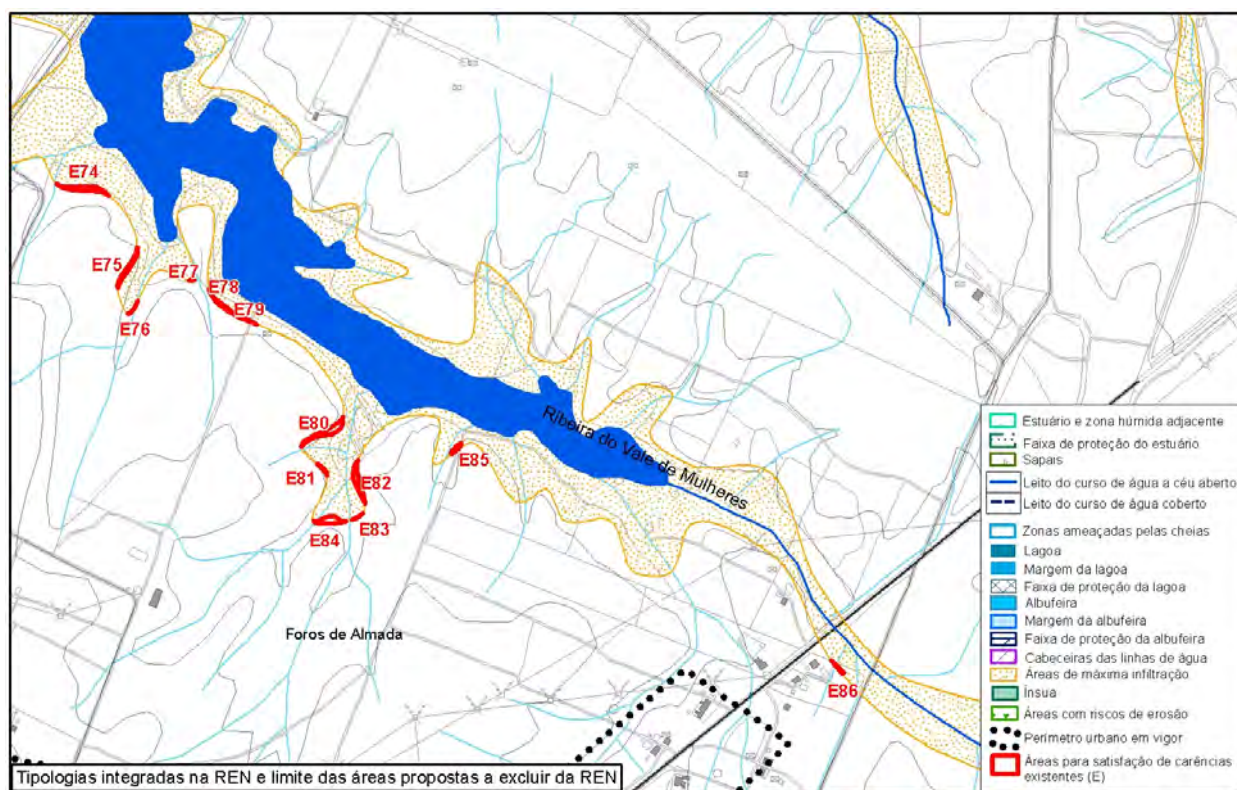 E74
E75
E76
E77
E78
E79
E80
E81
E82
E83
E84
E85
E86
Ribeira do Vale de Mulheres
Foros de Almada
Estuário e zona húmida adjacente
Faixa de proteção do estuário
Sapais
Leito do curso de água a céu aberto
Leito do curso de água coberto
Zonas ameaçadas pelas cheias
Lagoa
Margem da lagoa
Faixa de proteção da lagoa
Albufeira
Margem da albufeira
Faixa de proteção da albufeira
Cabeceiras das linhas de água
Áreas de máxima infiltração
Ínsua
Áreas com riscos de erosão
Perímetro urbano em vigor
Áreas para satisfação de carências
existentes (E)
Tipologias integradas na REN e limite das áreas propostas a excluir da REN